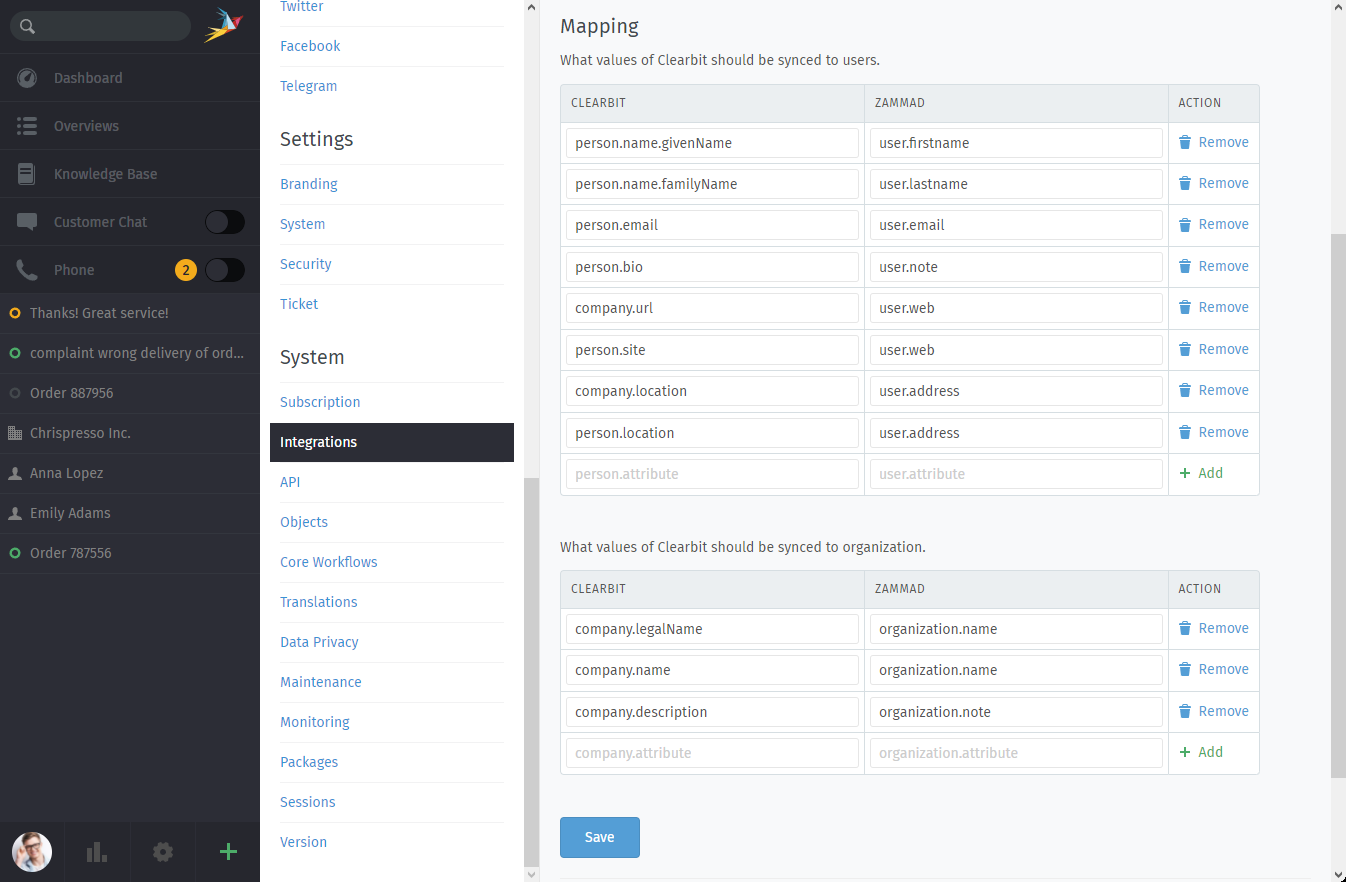 Dashboard
Overviews
Knowledge Base
Customer Chat
Phone 2
Thanks! Great service!
complaint wrong delivery of ord...
Order 887956
Chrispresso Inc.
Anna Lopez
Emily Adams
Order 787556
Twitter
Facebook
Telegram
Settings
Branding
System
Security
Ticket
System
Subscription
Integrations
API
Objects
Core Workflows
Translations
Data Privacy
Maintenance
Monitoring
Packages
Sessions
Version
Mapping
What values of Clearbit should be synced to users.
CLEARBIT ZAMMAD ACTION
person.name.givenName user.firstname Remove
person.name.familyName user.lastname Remove
person.email user.email Remove
person.bio user.note Remove
company.url user.web Remove
person.site user.web Remove
company.location user.address Remove
person.location user.address Remove
person.attribute user.attribute Add
What values of Clearbit should be synced to organization.
CLEARBIT ZAMMAD ACTION
company.legalName organization.name Remove
company.name organization.name Remove
company.description organization.note Remove
company.attribute organization.attribute Add
Save